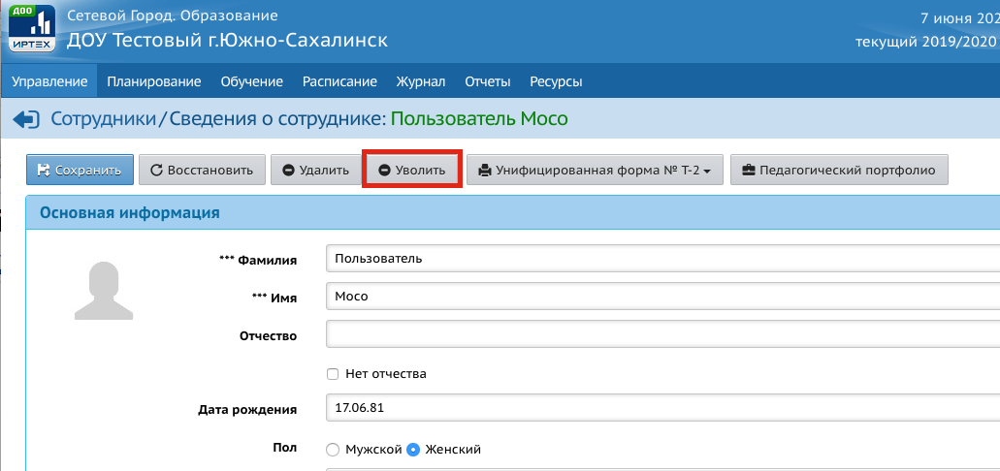 ДОО
ИРТЕХ
Сетевой Город. Образование
ДОУ Тестовый г.Южно-Сахалинск
7 июня 202
текущий 2019/2020
Управление Планирование Обучение Расписание Журнал Отчеты Ресурсы
Сотрудники/Сведения о сотруднике: Пользователь Мосо
Сохранить Восстановить Удалить Уволить Унифицированная форма № Т-2 Педагогический портфолио
Основная информация
*** Фамилия Пользователь
*** Имя Мосо
Отчество
Нет отчества
Дата рождения 17.06.81
Пол Мужской Женский